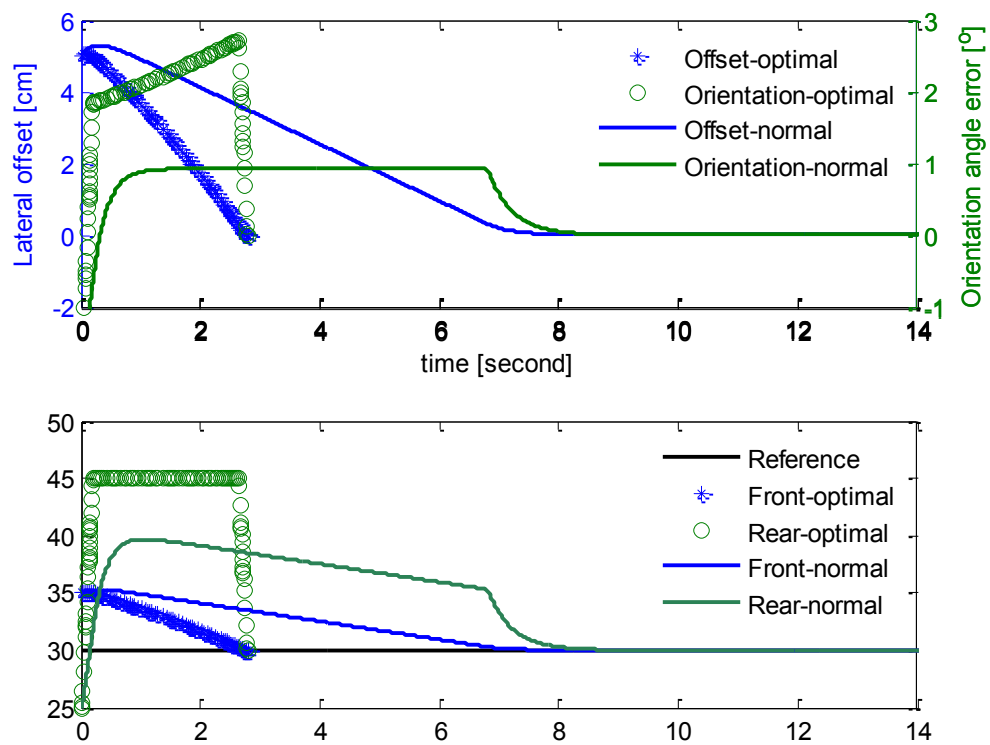 6
4
2
0
-2
Lateral offset [cm]
3
2
1
0
-1
Orientation angle error [º]
Offset-optimal
Orientation-optimal
Offset-normal
Orientation-normal
0 2 4 6 8 10 12 14
time [second]
50
45
40
35
30
25
Reference
Front-optimal
Rear-optimal
Front-normal
Rear-normal
0 2 4 6 8 10 12 14